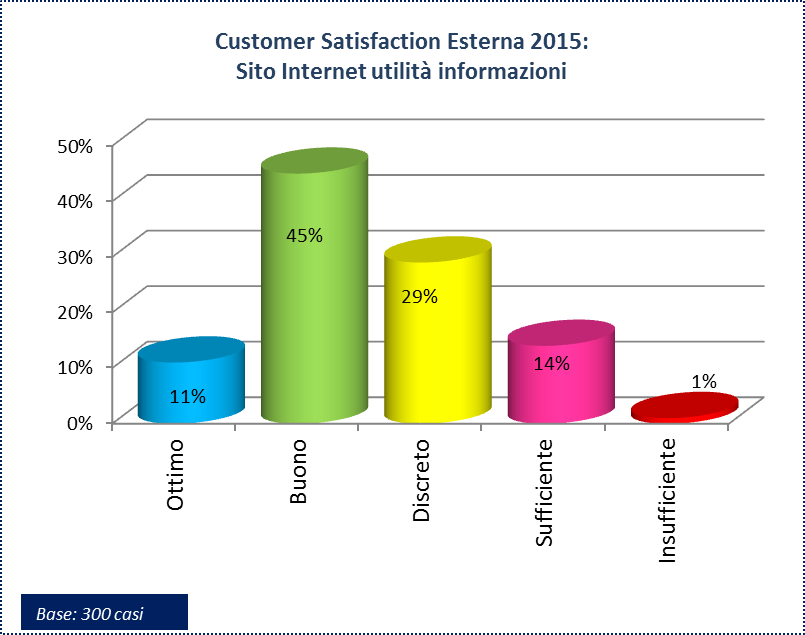 Customer Satisfaction Esterna 2015:
Sito Internet utilità informazioni
50%
40%
30%
20%
10%
0%
11%
45%
29%
14%
1%
Ottimo
Buono
Discreto
Sufficiente
Insufficiente
Base: 300 casi